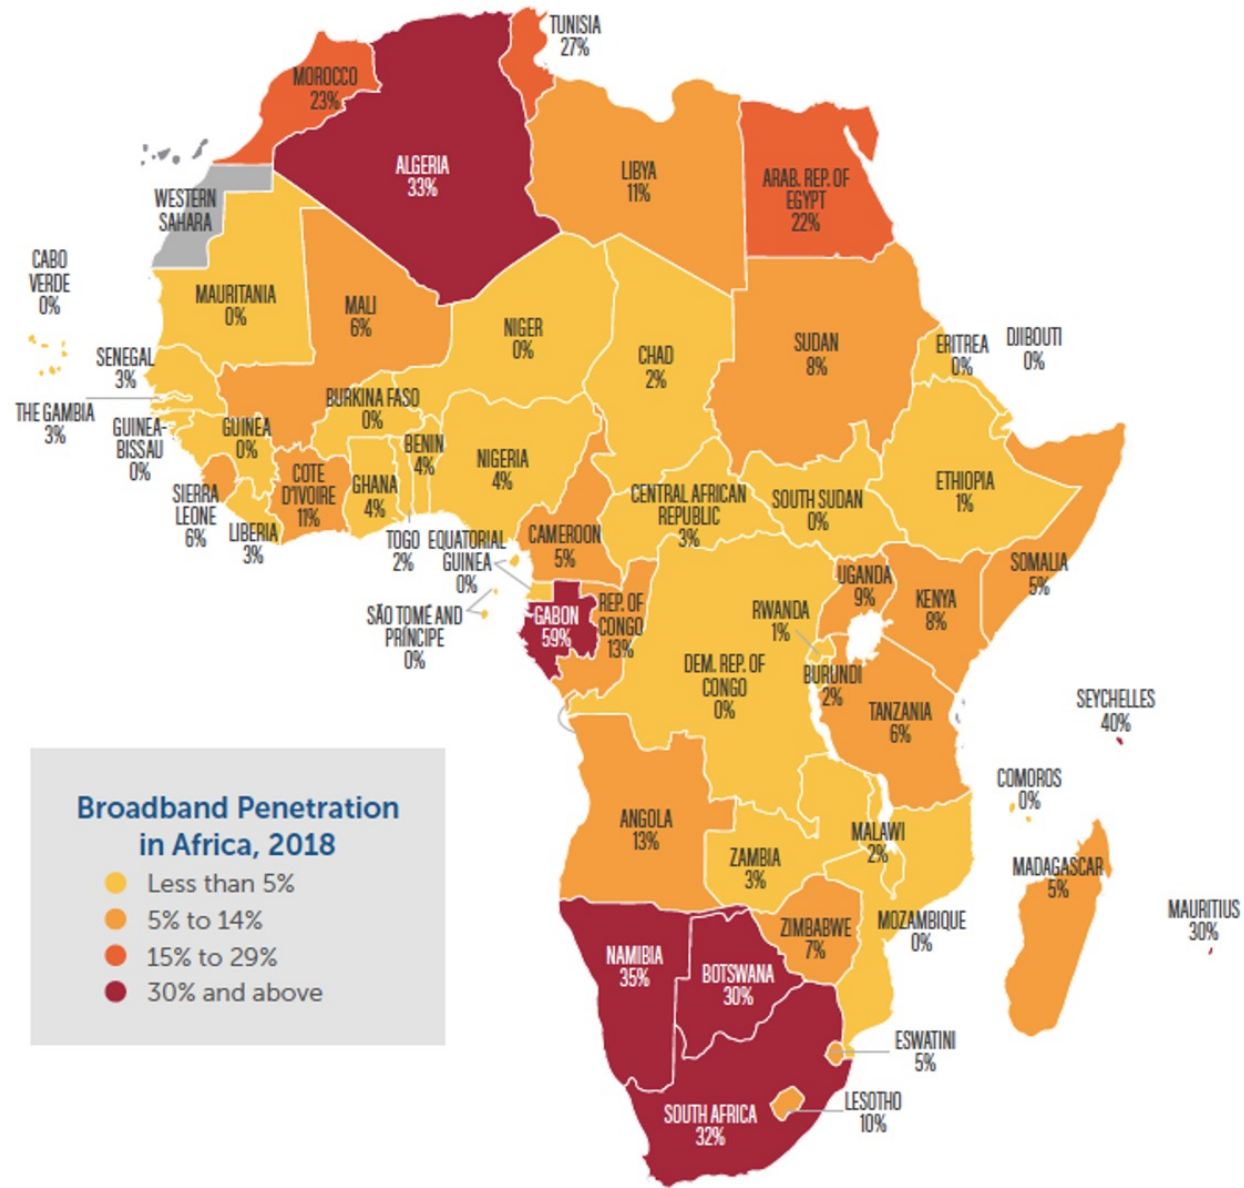 TUNISIA
27%
MOROCCO
23%
ALGERIA
33%
LIBYA
11%
ARAB. REP. OF
EGYPT
22%
WESTERN
SAHARA
CABO
VERDE
0%
MAURITANIA
0%
MALI
6%
NIGER
0%
CHAD
2%
SUDAN
8%
ERITREA
0%
DJIBOUTI
0%
SENEGAL
3%
THE GAMBIA
3%
GUINEA-
BISSAU
0%
GUINEA
0%
BURKINA FASO
0%
BENIN
4%
NIGERIA
4%
SIERRA
LEONE
6%
LIBERIA
3%
COTE
D'IVOIRE
11%
GHANA
4%
TOGO
2%
EQUATORIAL
GUINEA
0%
CAMEROON
5%
CENTRAL AFRICAN
REPUBLIC
3%
SOUTH SUDAN
0%
ETHIOPIA
1%
SOMALIA
5%
UGANDA
9%
KENYA
8%
SÃO TOMÉ AND
PRÍNCIPE
0%
GABON
59%
REP. OF
CONGO
13%
RWANDA
1%
BURUNDI
2%
DEM. REP. OF
CONGO
0%
TANZANIA
6%
SEYCHELLES
40%
COMOROS
0%
ANGOLA
13%
ZAMBIA
3%
MALAWI
2%
MADAGASCAR
5%
MAURITIUS
30%
MOZAMBIQUE
0%
ZIMBABWE
7%
NAMIBIA
35%
BOTSWANA
30%
ESWATINI
5%
LESOTHO
10%
SOUTH AFRICA
32%
Broadband Penetration
in Africa, 2018
Less than 5%
5% to 14%
15% to 29%
30% and above